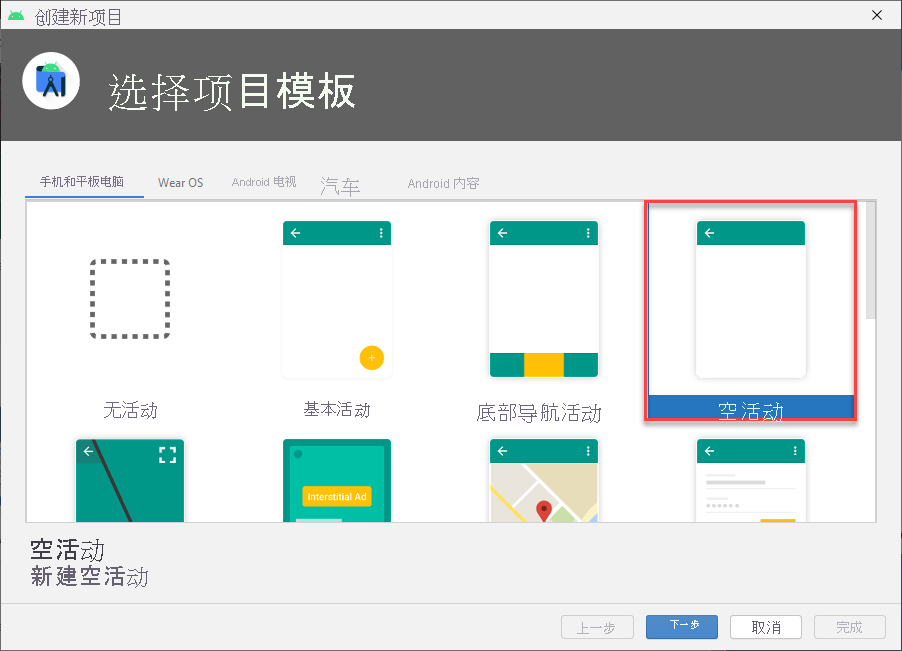 创建新项目
选择项目模板
手机和平板电脑
Wear OS
Android 电视
汽车
Android 内容
无活动
基本活动
底部导航活动
空活动
Interstitial Ad
空活动
新建空活动
上一步
下一步
取消
完成